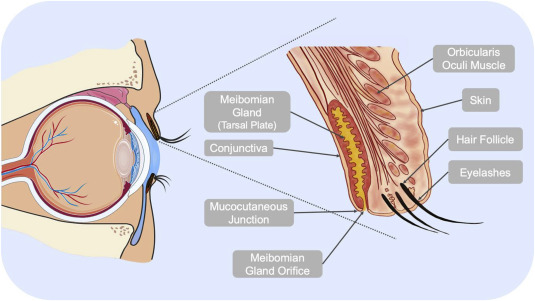 Orbicularis
Oculi Muscle
Meibomian
Gland
(Tarsal Plate)
Skin
Conjunctiva
Hair Follicle
Eyelashes
Mucocutaneous
Junction
Meibomian
Gland Orifice